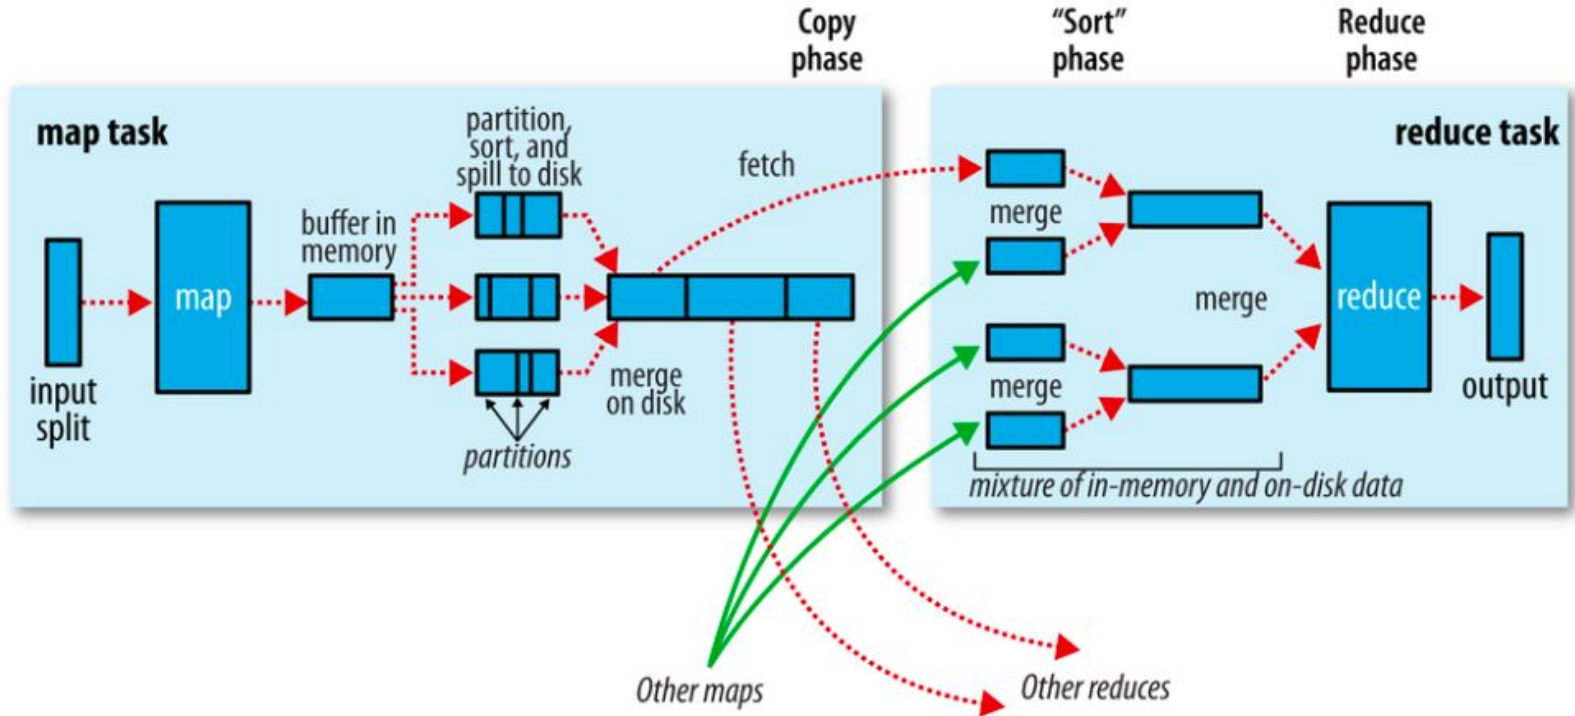 Copy
phase
“Sort”
phase
Reduce
phase
map task
partition,
sort, and
spill to disk
fetch
buffer in
memory
map
input
split
merge
on disk
partitions
reduce task
merge
merge
merge
reduce
output
mixture of in-memory and on-disk data
Other maps
Other reduces